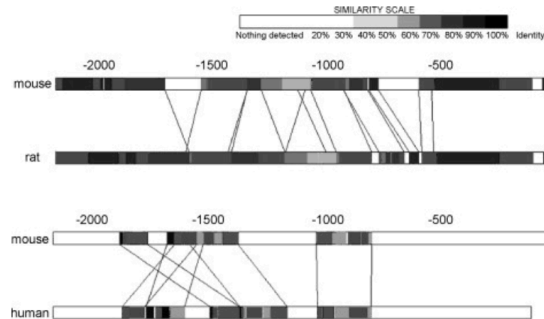 SIMILARITY SCALE
Nothing detected 20% 30% 40% 50% 60% 70% 80% 90% 100% Identity
-2000 -1500 -1000 -500
mouse
rat
-2000 -1500 -1000 -500
mouse
human